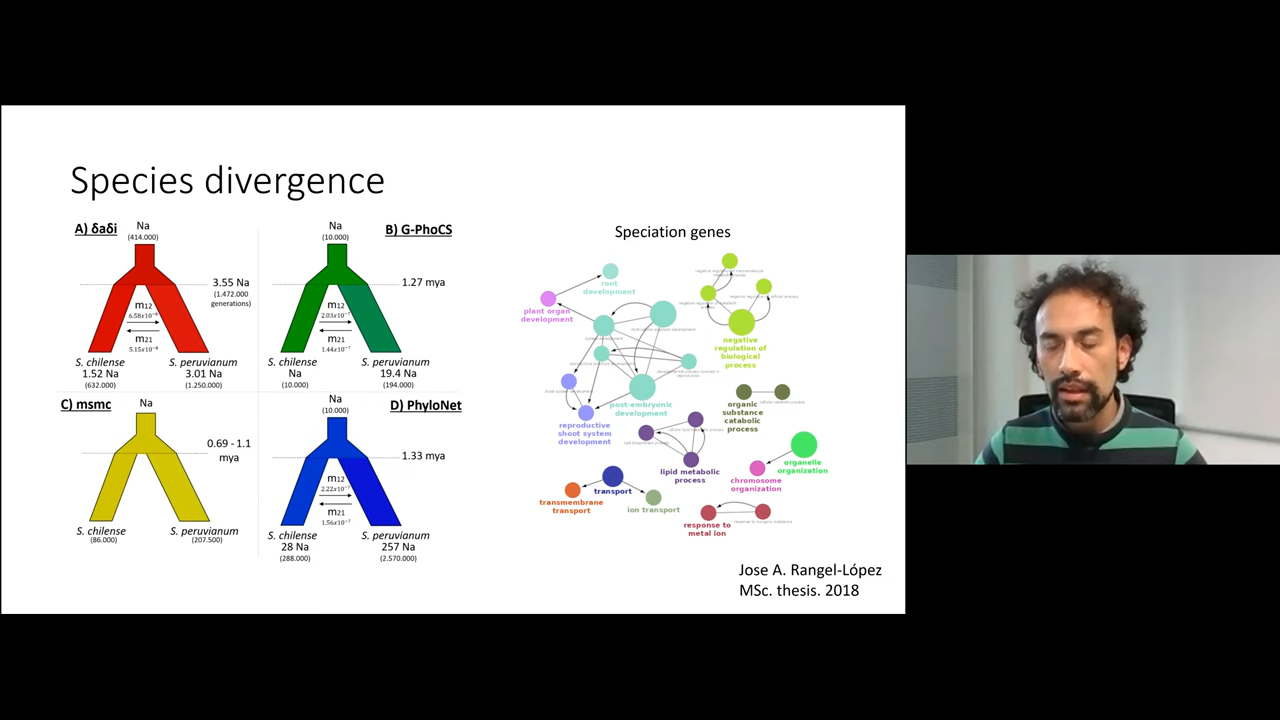 Species divergence
A) δaδi
Na
(414.000)
3.55 Na
(1.472.000
generations)
m12
6.58x10⁻⁸
m21
5.15x10⁻⁸
S. chilense
1.52 Na
(632.000)
S. peruvianum
3.01 Na
(1.250.000)
B) G-PhoCS
Na
(10.000)
1.27 mya
m12
2.03x10⁻⁷
m21
1.44x10⁻⁷
S. chilense
Na
(10.000)
S. peruvianum
19.4 Na
(194.000)
C) msmc
Na
0.69 - 1.1
mya
S. chilense
(86.000)
S. peruvianum
(207.500)
D) PhyloNet
Na
(10.000)
1.33 mya
m12
2.22x10⁻⁷
m21
1.56x10⁻⁷
S. chilense
28 Na
(288.000)
S. peruvianum
257 Na
(2.570.000)
Speciation genes
root
development
plant organ
development
post-embryonic
development
reproductive
shoot system
development
negative
regulation of
biological
process
organic
substance
catabolic
process
lipid metabolic
process
organelle
organization
chromosome
organization
transport
transmembrane
transport
ion transport
response to
metal ion
Jose A. Rangel-López
MSc. thesis. 2018